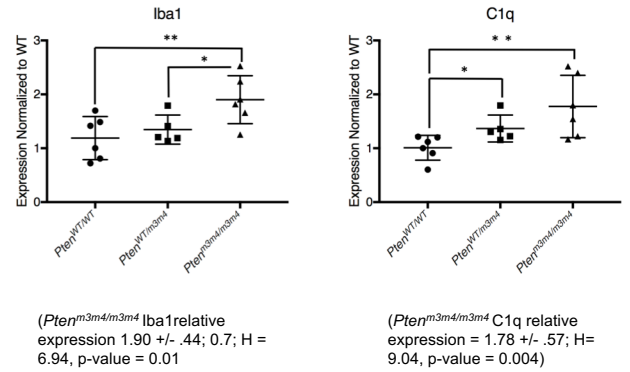 Iba1
**
*
3
2
1
0
Expression Normalized to WT
Pten^WT/WT
Pten^WT/m3m4
Pten^m3m4/m3m4
(Pten^m3m4/m3m4 Iba1relative
expression 1.90 +/- .44; 0.7; H =
6.94, p-value = 0.01
C1q
* *
*
3
2
1
0
Expression Normalized to WT
Pten^WT/WT
Pten^WT/m3m4
Pten^m3m4/m3m4
(Pten^m3m4/m3m4 C1q relative
expression = 1.78 +/- .57; H=
9.04, p-value = 0.004)